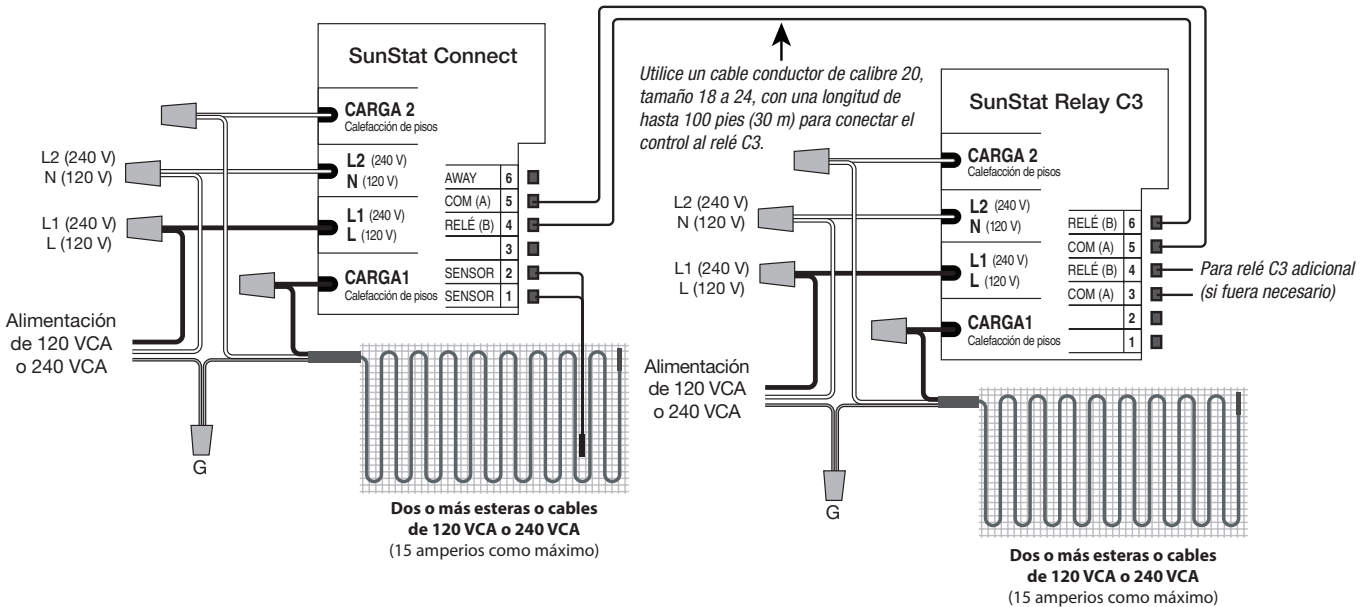 SunStat Connect
CARGA 2
Calefacción de pisos
L2 (240 V)
N (120 V)
L2 (240 V)
N (120 V)
L1 (240 V)
L (120 V)
L1 (240 V)
L (120 V)
CARGA1
Calefacción de pisos
AWAY 6
COM (A) 5
RELÉ (B) 4
3
SENSOR 2
SENSOR 1
Alimentación
de 120 VCA
o 240 VCA
G
Dos o más esteras o cables
de 120 VCA o 240 VCA
(15 amperios como máximo)
Utilice un cable conductor de calibre 20,
tamaño 18 a 24, con una longitud de
hasta 100 pies (30 m) para conectar el
control al relé C3.
SunStat Relay C3
CARGA 2
Calefacción de pisos
L2 (240 V)
N (120 V)
L2 (240 V)
N (120 V)
L1 (240 V)
L (120 V)
L1 (240 V)
L (120 V)
CARGA1
Calefacción de pisos
RELÉ (B) 6
COM (A) 5
RELÉ (B) 4
COM (A) 3
2
1
Para relé C3 adicional
(si fuera necesario)
Alimentación
de 120 VCA
o 240 VCA
G
Dos o más esteras o cables
de 120 VCA o 240 VCA
(15 amperios como máximo)